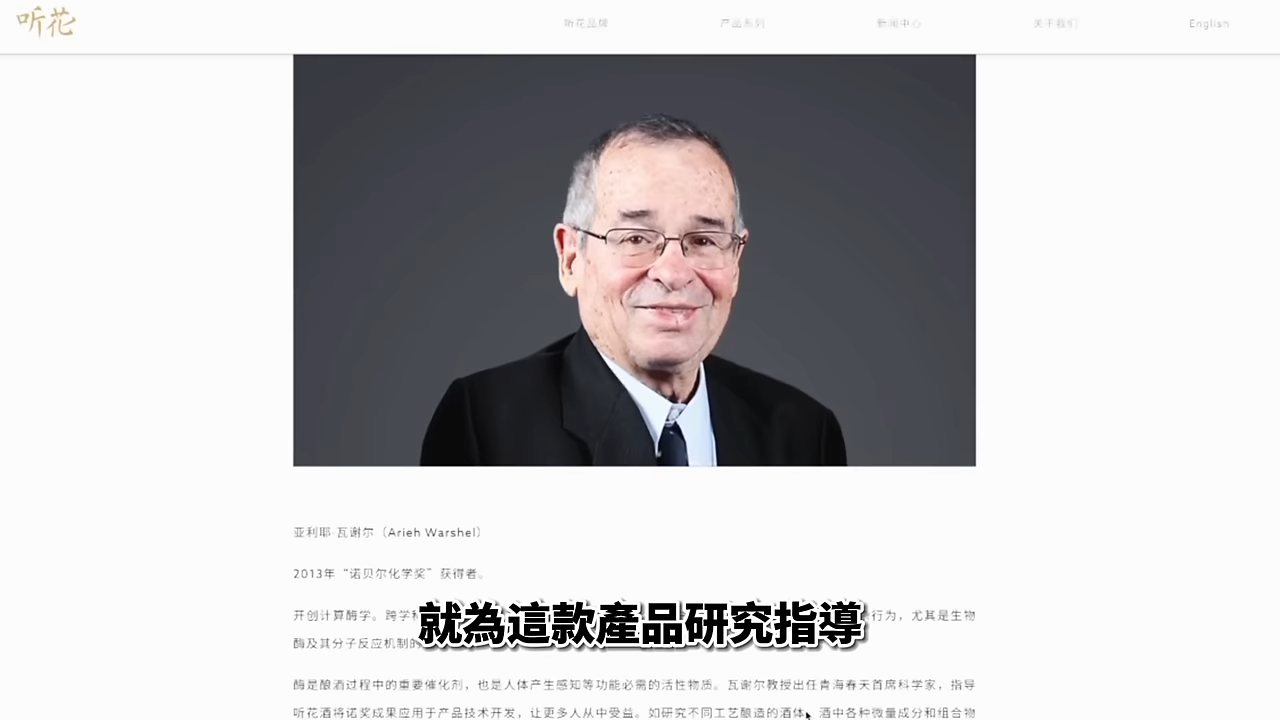 听花
听花品牌 产品系列 新闻中心 关于我们 English
亚利耶·瓦谢尔（Arieh Warshel）
2013年“诺贝尔化学奖”获得者。
开创计算酶学。跨学 行为，尤其是生物
酶及其分子反应机制的
就為這款產品研究指導
酶是酿酒过程中的重要催化剂，也是人体产生感知等功能必需的活性物质。瓦谢尔教授出任青海春天首席科学家，指导
听花酒将诺奖成果应用于产品技术开发，让更多人从中受益。如研究不同工艺酿造的酒体，酒中各种微量成分和组合物